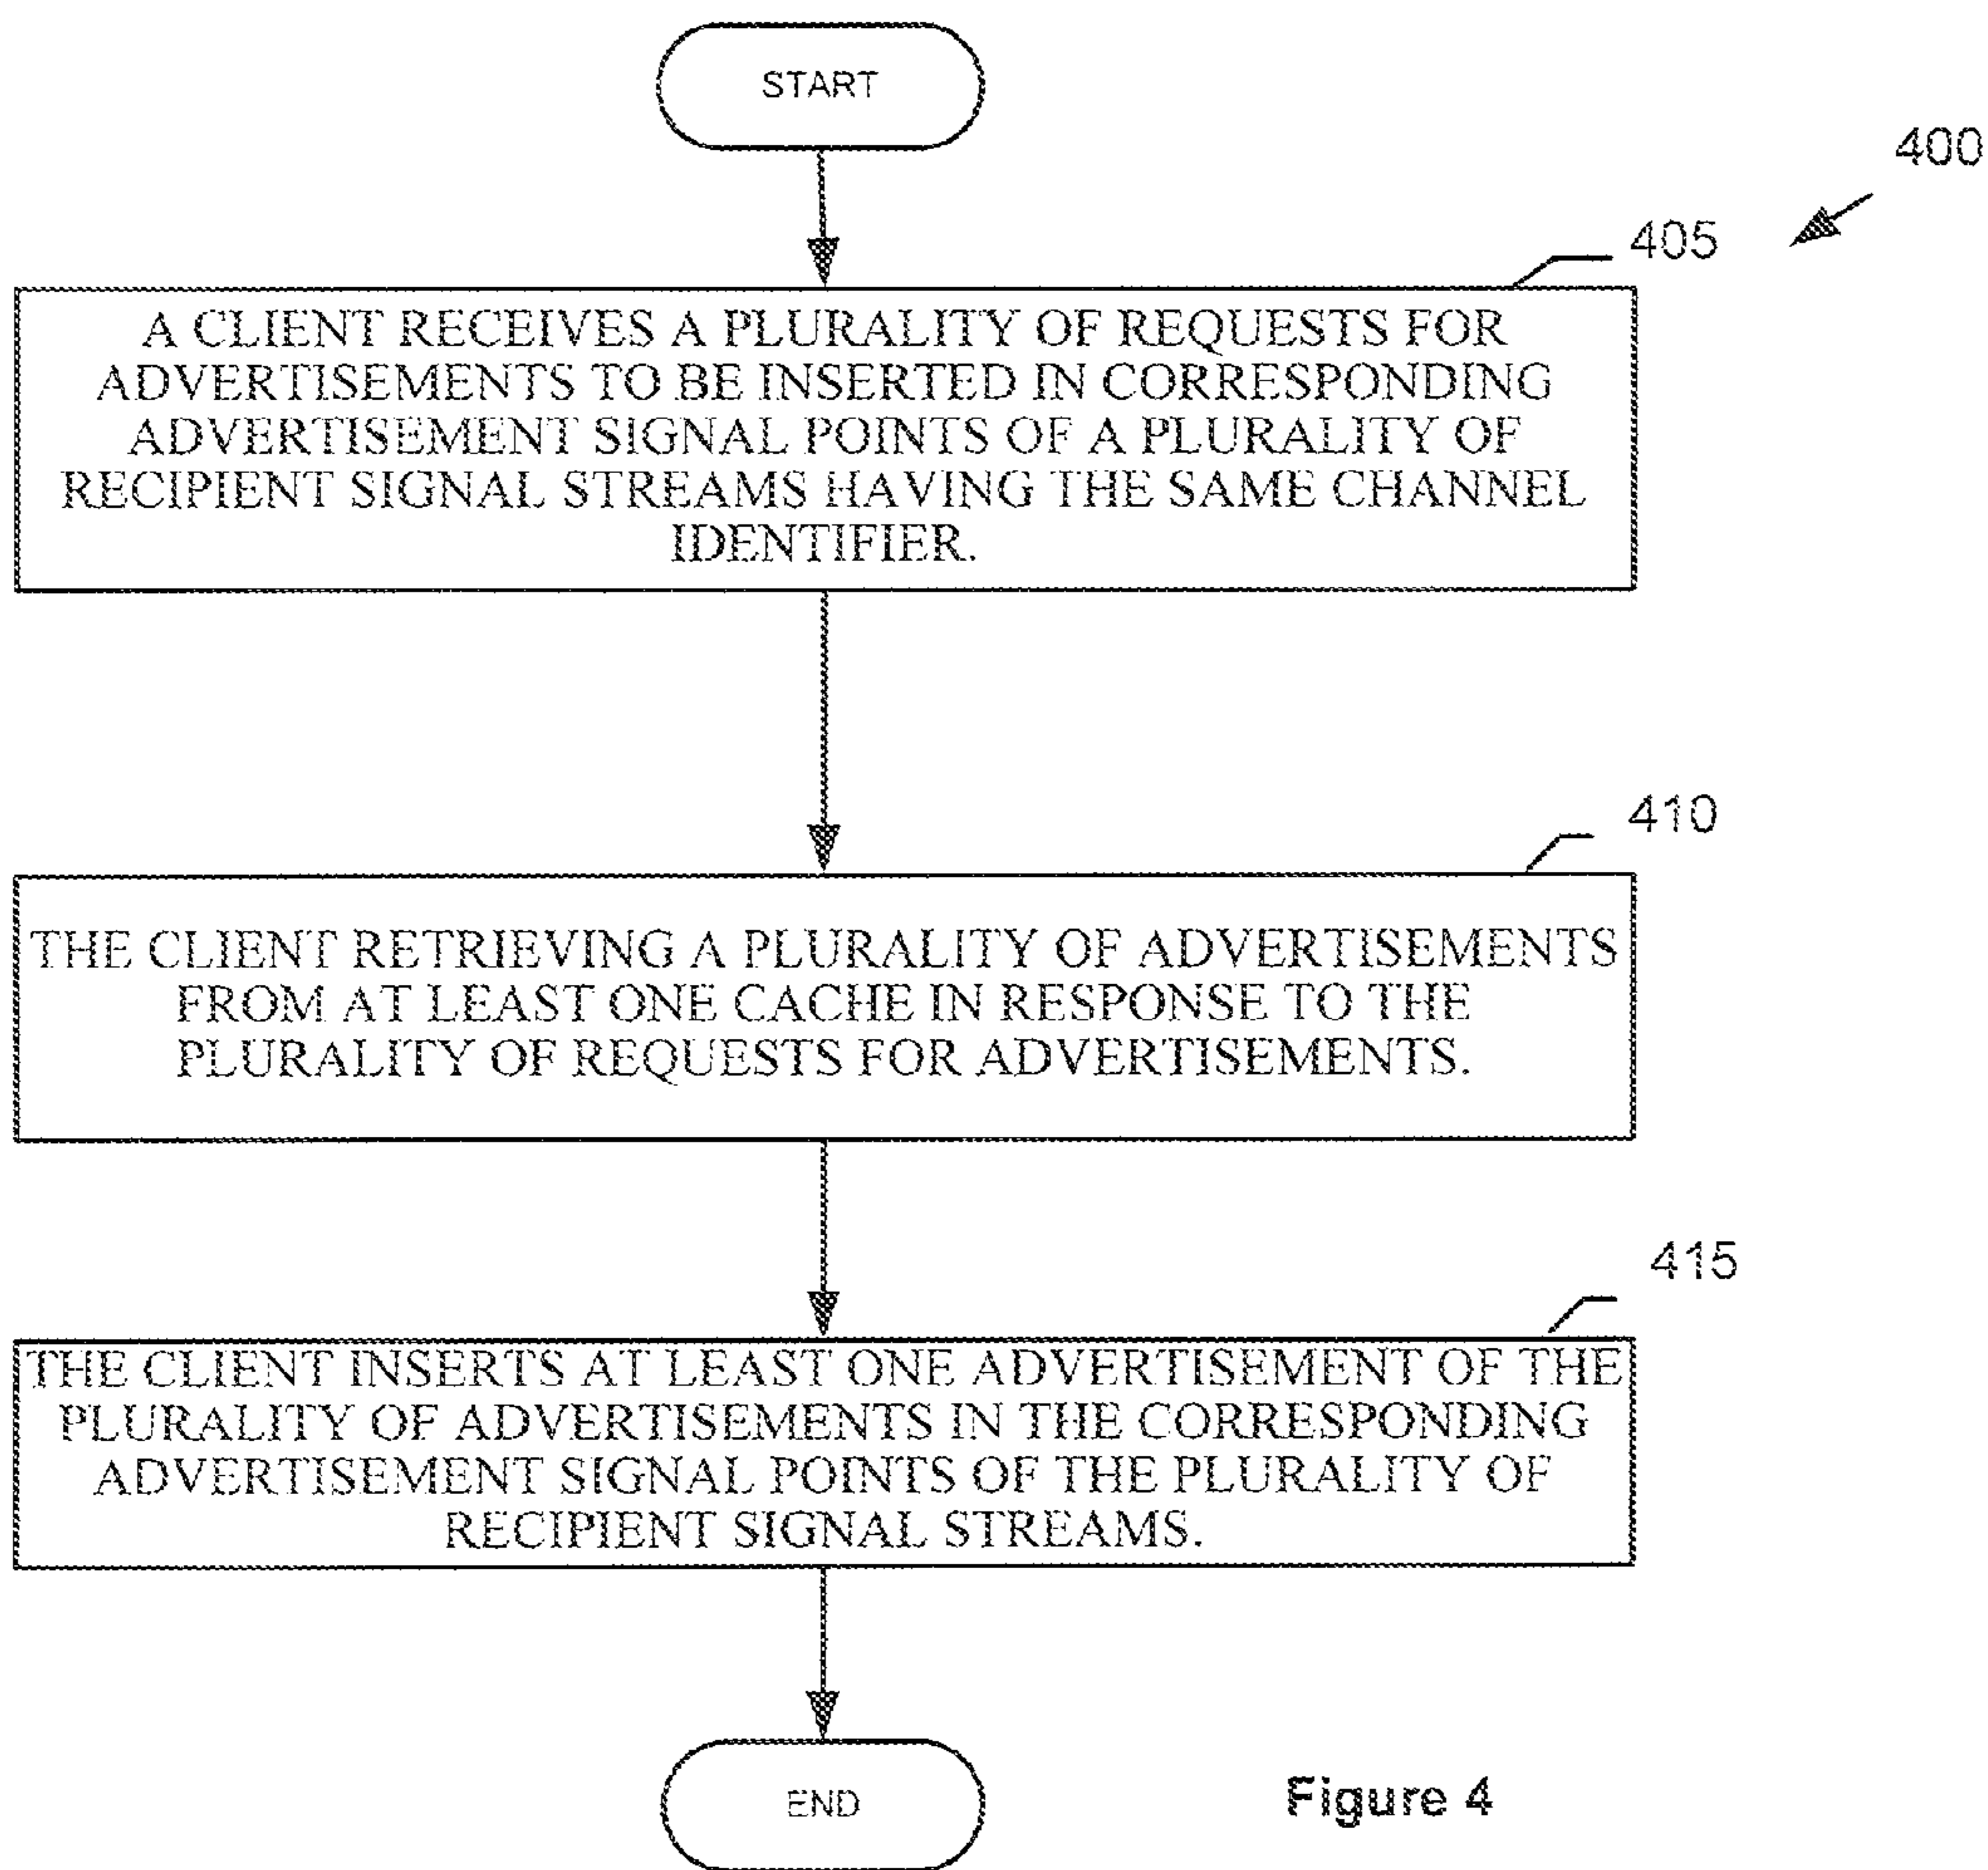 START
400
405
A CLIENT RECEIVES A PLURALITY OF REQUESTS FOR
ADVERTISEMENTS TO BE INSERTED IN CORRESPONDING
ADVERTISEMENT SIGNAL POINTS OF A PLURALITY OF
RECIPIENT SIGNAL STREAMS HAVING THE SAME CHANNEL
IDENTIFIER.
410
THE CLIENT RETRIEVING A PLURALITY OF ADVERTISEMENTS
FROM AT LEAST ONE CACHE IN RESPONSE TO THE
PLURALITY OF REQUESTS FOR ADVERTISEMENTS.
415
THE CLIENT INSERTS AT LEAST ONE ADVERTISEMENT OF THE
PLURALITY OF ADVERTISEMENTS IN THE CORRESPONDING
ADVERTISEMENT SIGNAL POINTS OF THE PLURALITY OF
RECIPIENT SIGNAL STREAMS.
END
Figure 4